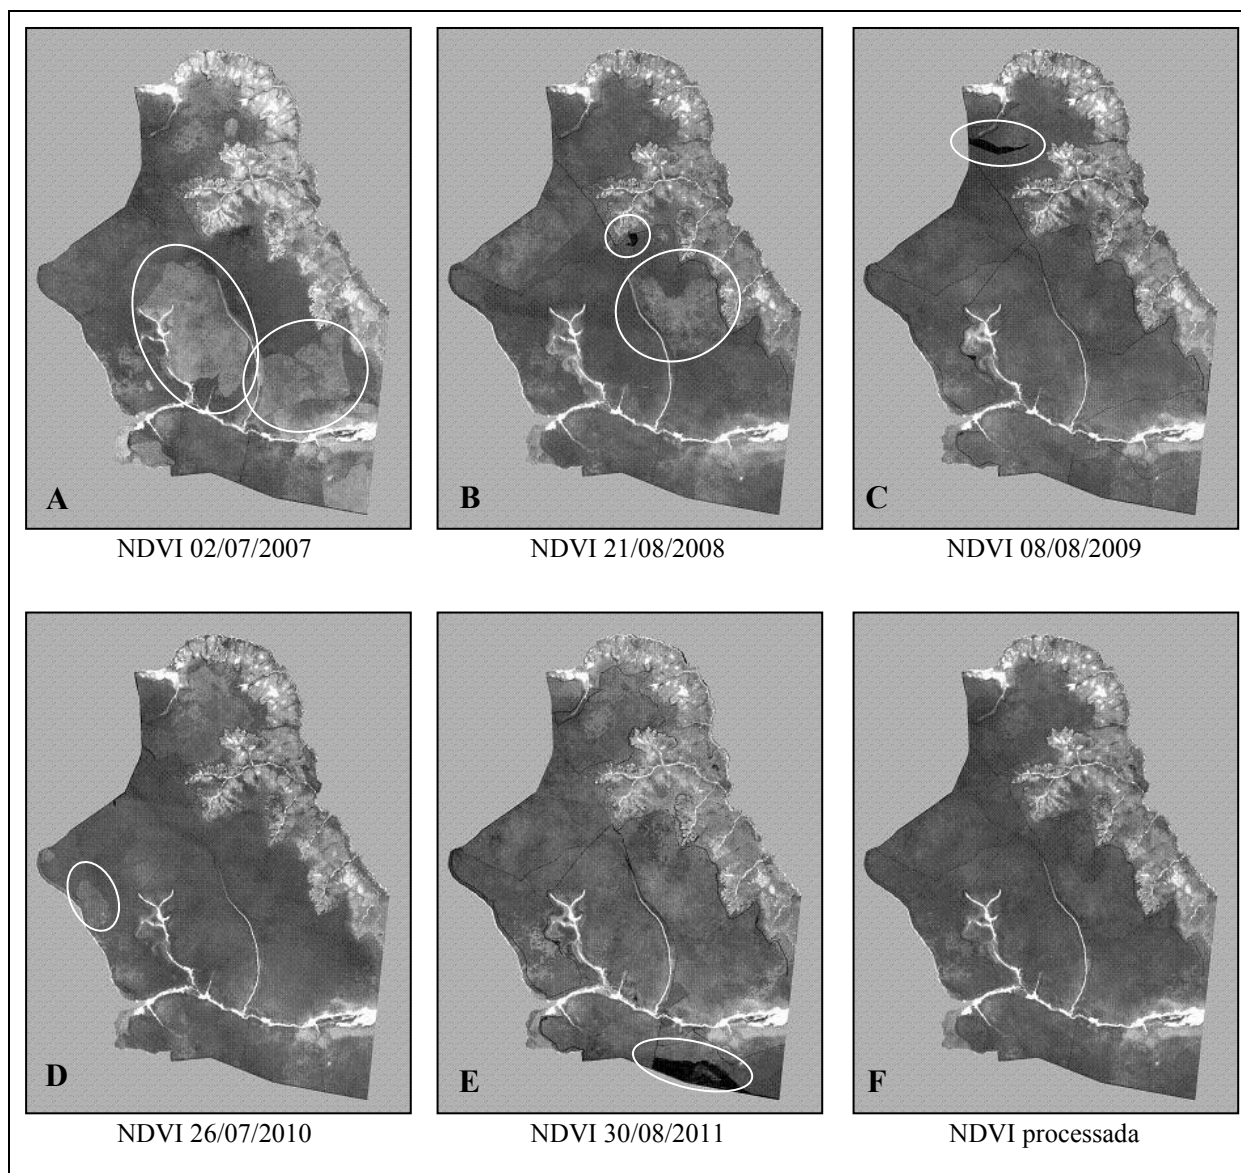 A
B
C
NDVI 02/07/2007
NDVI 21/08/2008
NDVI 08/08/2009
D
E
F
NDVI 26/07/2010
NDVI 30/08/2011
NDVI processada